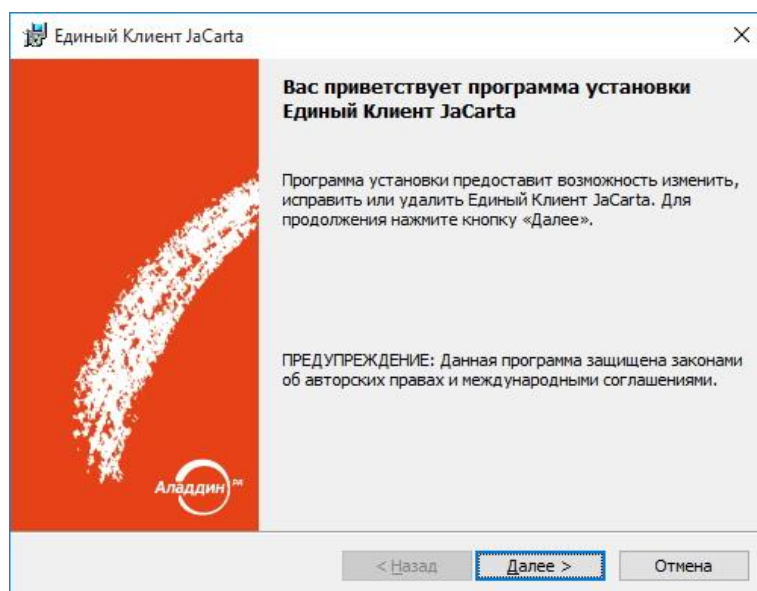 Единый Клиент JaCarta
Вас приветствует программа установки
Единый Клиент JaCarta
Программа установки предоставит возможность изменить,
исправить или удалить Единый Клиент JaCarta. Для
продолжения нажмите кнопку «Далее».
ПРЕДУПРЕЖДЕНИЕ: Данная программа защищена законами
об авторских правах и международными соглашениями.
Аладдин РД
< Назад
Далее >
Отмена